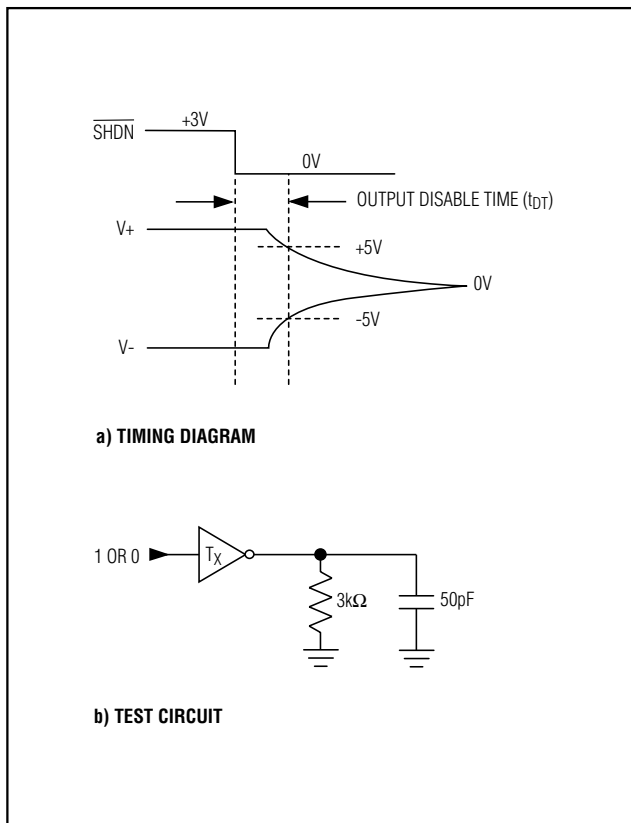 SHDN
+3V
0V
OUTPUT DISABLE TIME (tDT)
V+
+5V
0V
-5V
V-
a) TIMING DIAGRAM
1 OR 0
TX
3kΩ
50pF
b) TEST CIRCUIT